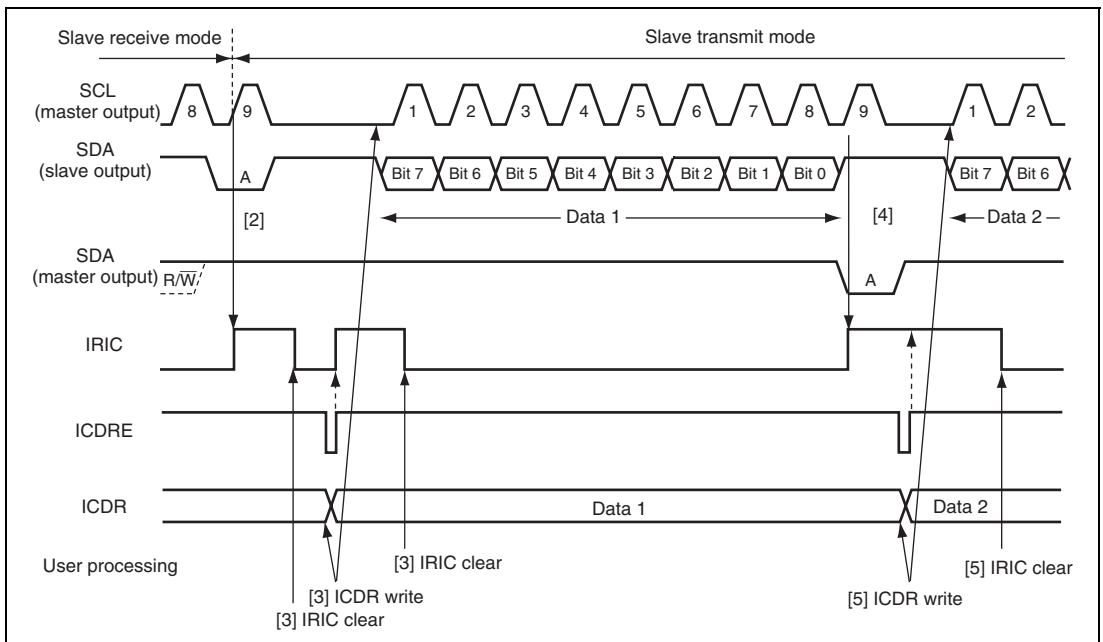 Slave receive mode
Slave transmit mode
SCL
(master output)
8 9 1 2 3 4 5 6 7 8 9 1 2
SDA
(slave output)
A Bit 7 Bit 6 Bit 5 Bit 4 Bit 3 Bit 2 Bit 1 Bit 0 Bit 7 Bit 6
[2] Data 1 [4] Data 2
SDA
(master output)
R/W̅ A
IRIC
ICDRE
ICDR Data 1 Data 2
User processing
[3] IRIC clear
[5] IRIC clear
[3] ICDR write
[5] ICDR write
[3] IRIC clear